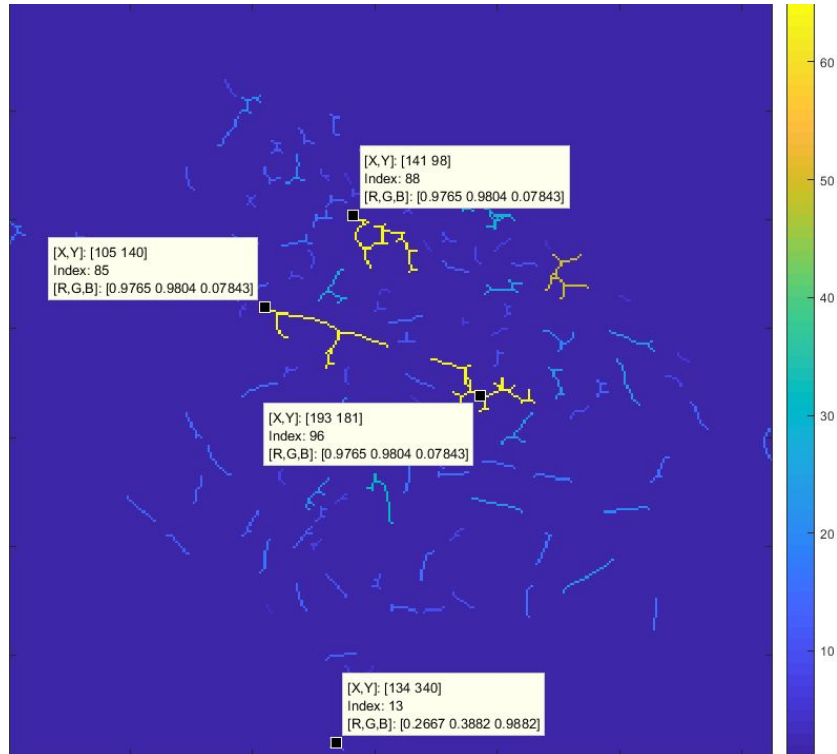 [X,Y]: [141 98]
Index: 88
[R,G,B]: [0.9765 0.9804 0.07843]
[X,Y]: [105 140]
Index: 85
[R,G,B]: [0.9765 0.9804 0.07843]
[X,Y]: [193 181]
Index: 96
[R,G,B]: [0.9765 0.9804 0.07843]
[X,Y]: [134 340]
Index: 13
[R,G,B]: [0.2667 0.3882 0.9882]
60
50
40
30
20
10